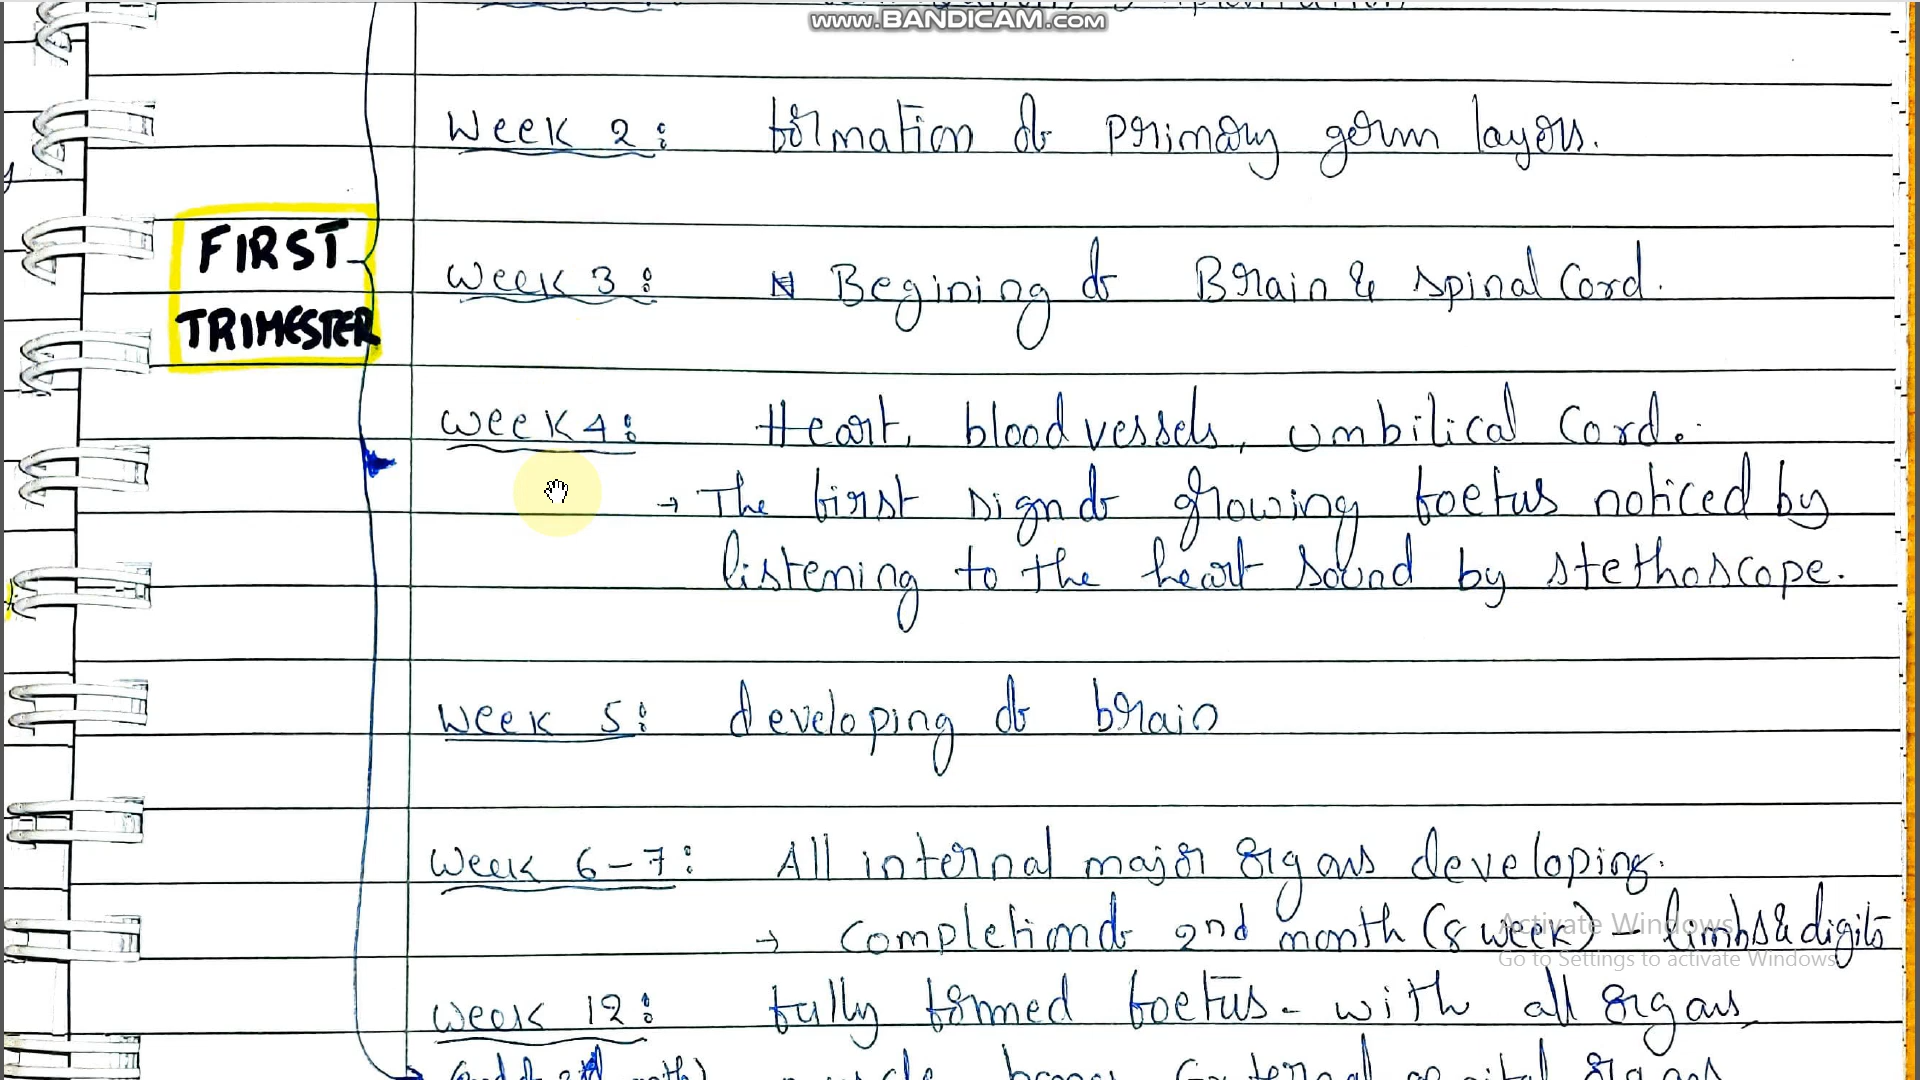 www.BANDICAM.com
Week 2: formation of primary germ layers.
FIRST
TRIMESTER
Week 3: Begining of Brain & spinal Cord.
Week 4: Heart, blood vessels, umbilical Cord.
→ The first sign of growing foetus noticed by
listening to the heart sound by stethoscope.
Week 5: developing of brain
Week 6-7: All internal major organs developing.
→ Completion of 2nd month (8 week) - limbs & digits
Activate Windows
Go to Settings to activate Windows.
Week 12: fully formed foetus - with all organs,